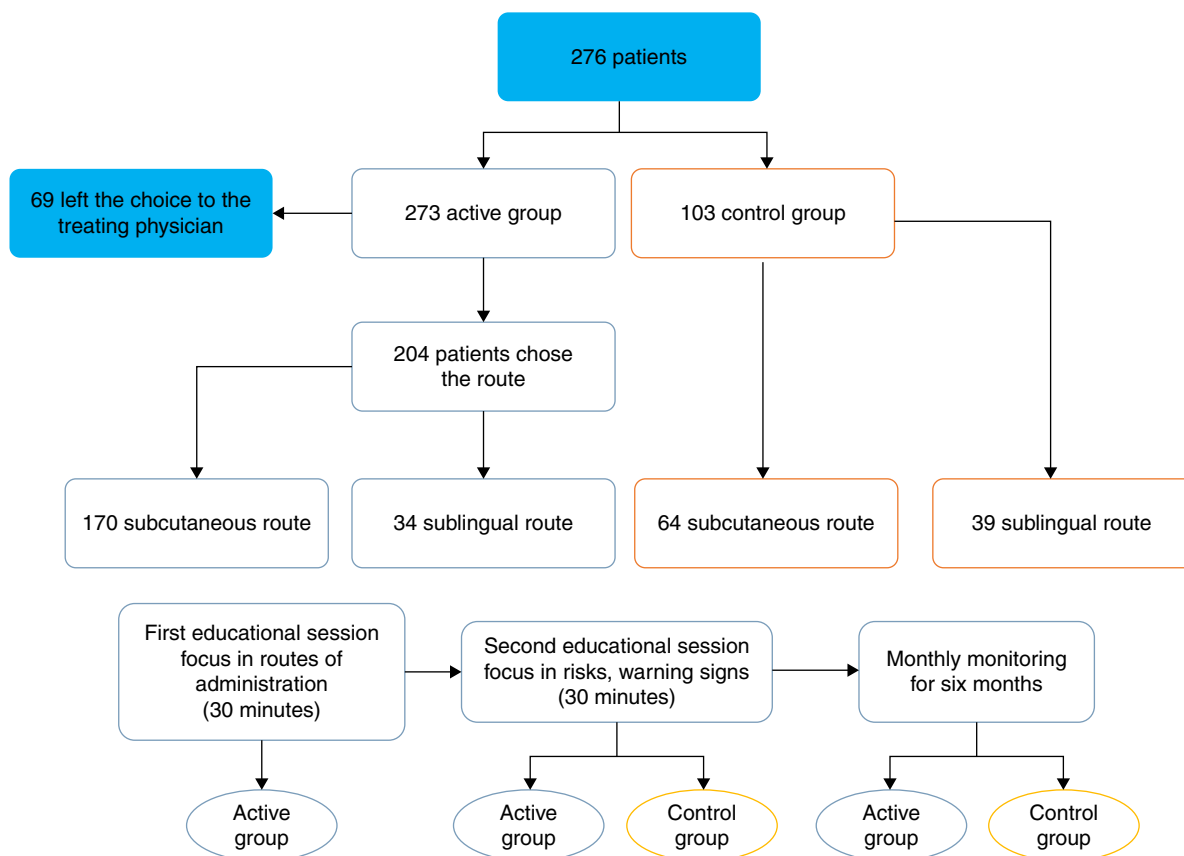 276 patients
69 left the choice to the
treating physician
273 active group
103 control group
204 patients chose
the route
170 subcutaneous route
34 sublingual route
64 subcutaneous route
39 sublingual route
First educational session
focus in routes of
administration
(30 minutes)
Second educational session
focus in risks, warning signs
(30 minutes)
Monthly monitoring
for six months
Active
group
Active
group
Control
group
Active
group
Control
group